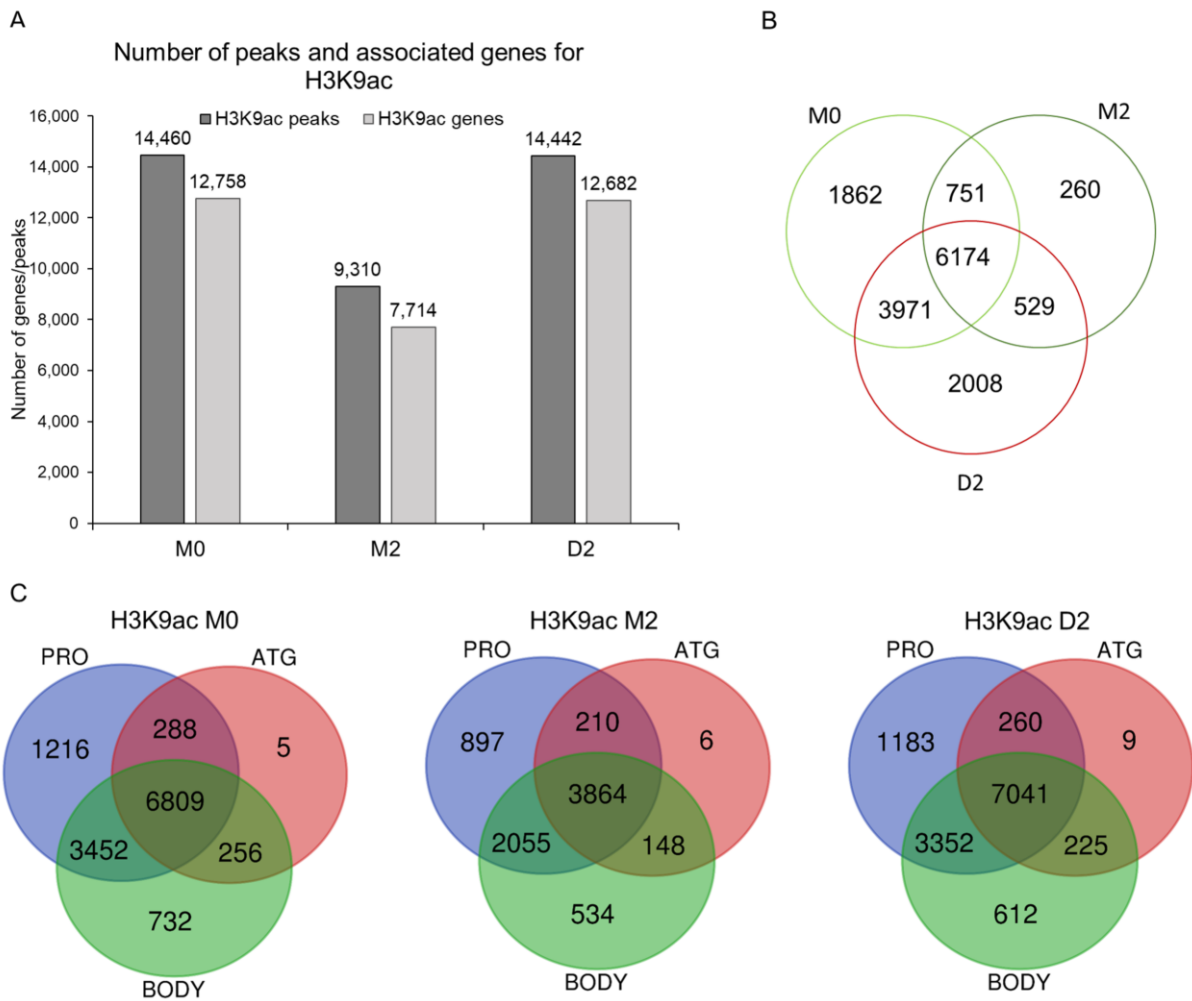 A
Number of peaks and associated genes for
H3K9ac
H3K9ac peaks
H3K9ac genes
Number of genes/peaks
16,000
14,000
12,000
10,000
8,000
6,000
4,000
2,000
0
14,460
12,758
9,310
7,714
14,442
12,682
M0
M2
D2
B
M0
M2
1862
751
260
6174
3971
529
2008
D2
C
H3K9ac M0
PRO
ATG
1216
288
5
6809
3452
256
732
BODY
H3K9ac M2
PRO
ATG
897
210
6
3864
2055
148
534
BODY
H3K9ac D2
PRO
ATG
1183
260
9
7041
3352
225
612
BODY